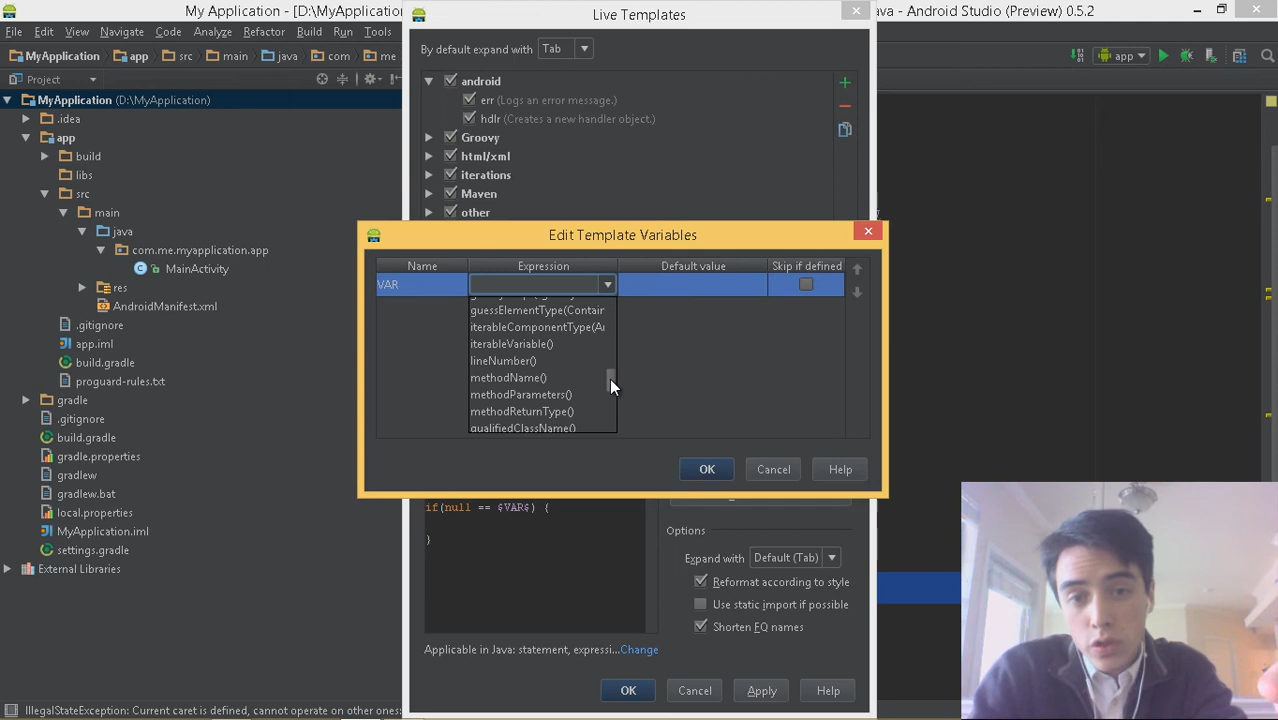 My Application - [D:\MyApplication
Live Templates
ava - Android Studio (Preview) 0.5.2
File Edit View Navigate Code Analyze Refactor Build Run Tools
By default expand with Tab
MyApplication app src main java com me
app
Project
android
MyApplication (D:\MyApplication)
err (Logs an error message.)
.idea
hdlr (Creates a new handler object.)
app
Groovy
build
html/xml
libs
iterations
src
Maven
main
other
java
Edit Template Variables
com.me.myapplication.app
Name Expression Default value Skip if defined
MainActivity
VAR
res
AndroidManifest.xml
guessElementType(Contair
.gitignore
iterableComponentType(Ar
app.iml
iterableVariable()
build.gradle
lineNumber()
proguard-rules.txt
methodName()
gradle
methodParameters()
.gitignore
methodReturnType()
build.gradle
qualifiedClassName()
gradle.properties
gradlew
OK Cancel Help
gradlew.bat
local.properties
if(null == $VAR$) {
MyApplication.iml
Options
settings.gradle
}
External Libraries
Expand with Default (Tab)
Reformat according to style
Use static import if possible
Shorten FQ names
Applicable in Java: statement, expressi...Change
OK Cancel Apply Help
IllegalStateException: Current caret is defined, cannot operate on other ones: